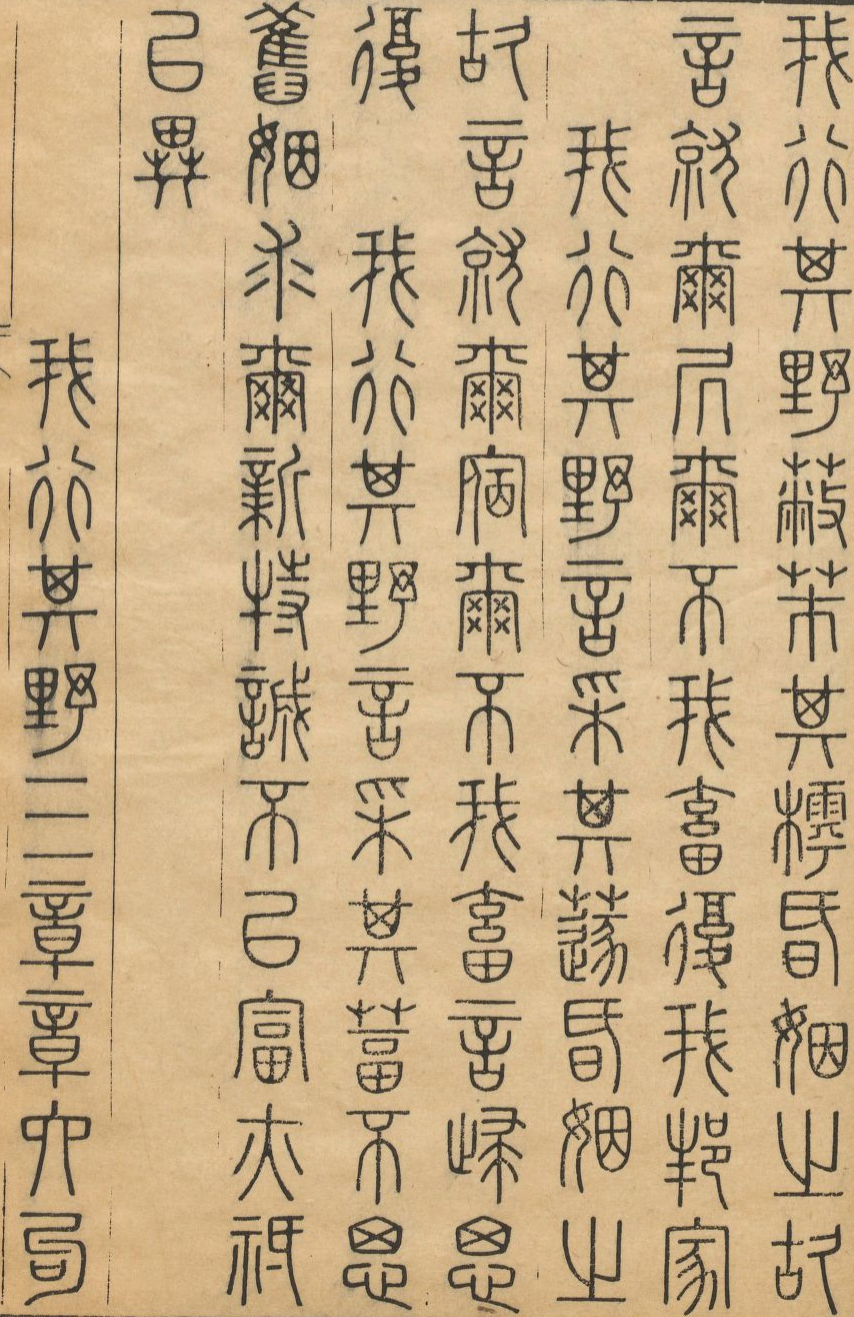 我行其野蔽芾其樗昏姻之故
言就爾凥爾不我畜復我邦家
我行其野言采其蓫昏姻之
故言就爾宿爾不我畜言歸思
復 我行其野言采其葍不思
舊姻求爾新特誠不以富亦祇
以異
我行其野三章章六句